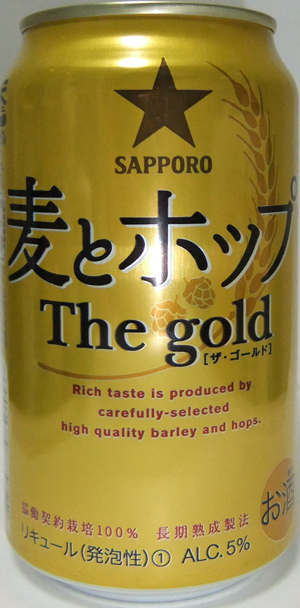 SAPPORO
麦とホップ
The gold
[ザ・ゴールド]
Rich taste is produced by
carefully-selected
high quality barley and hops.
協働契約栽培100% 長期熟成製法
お酒
リキュール(発泡性)① ALC.5%